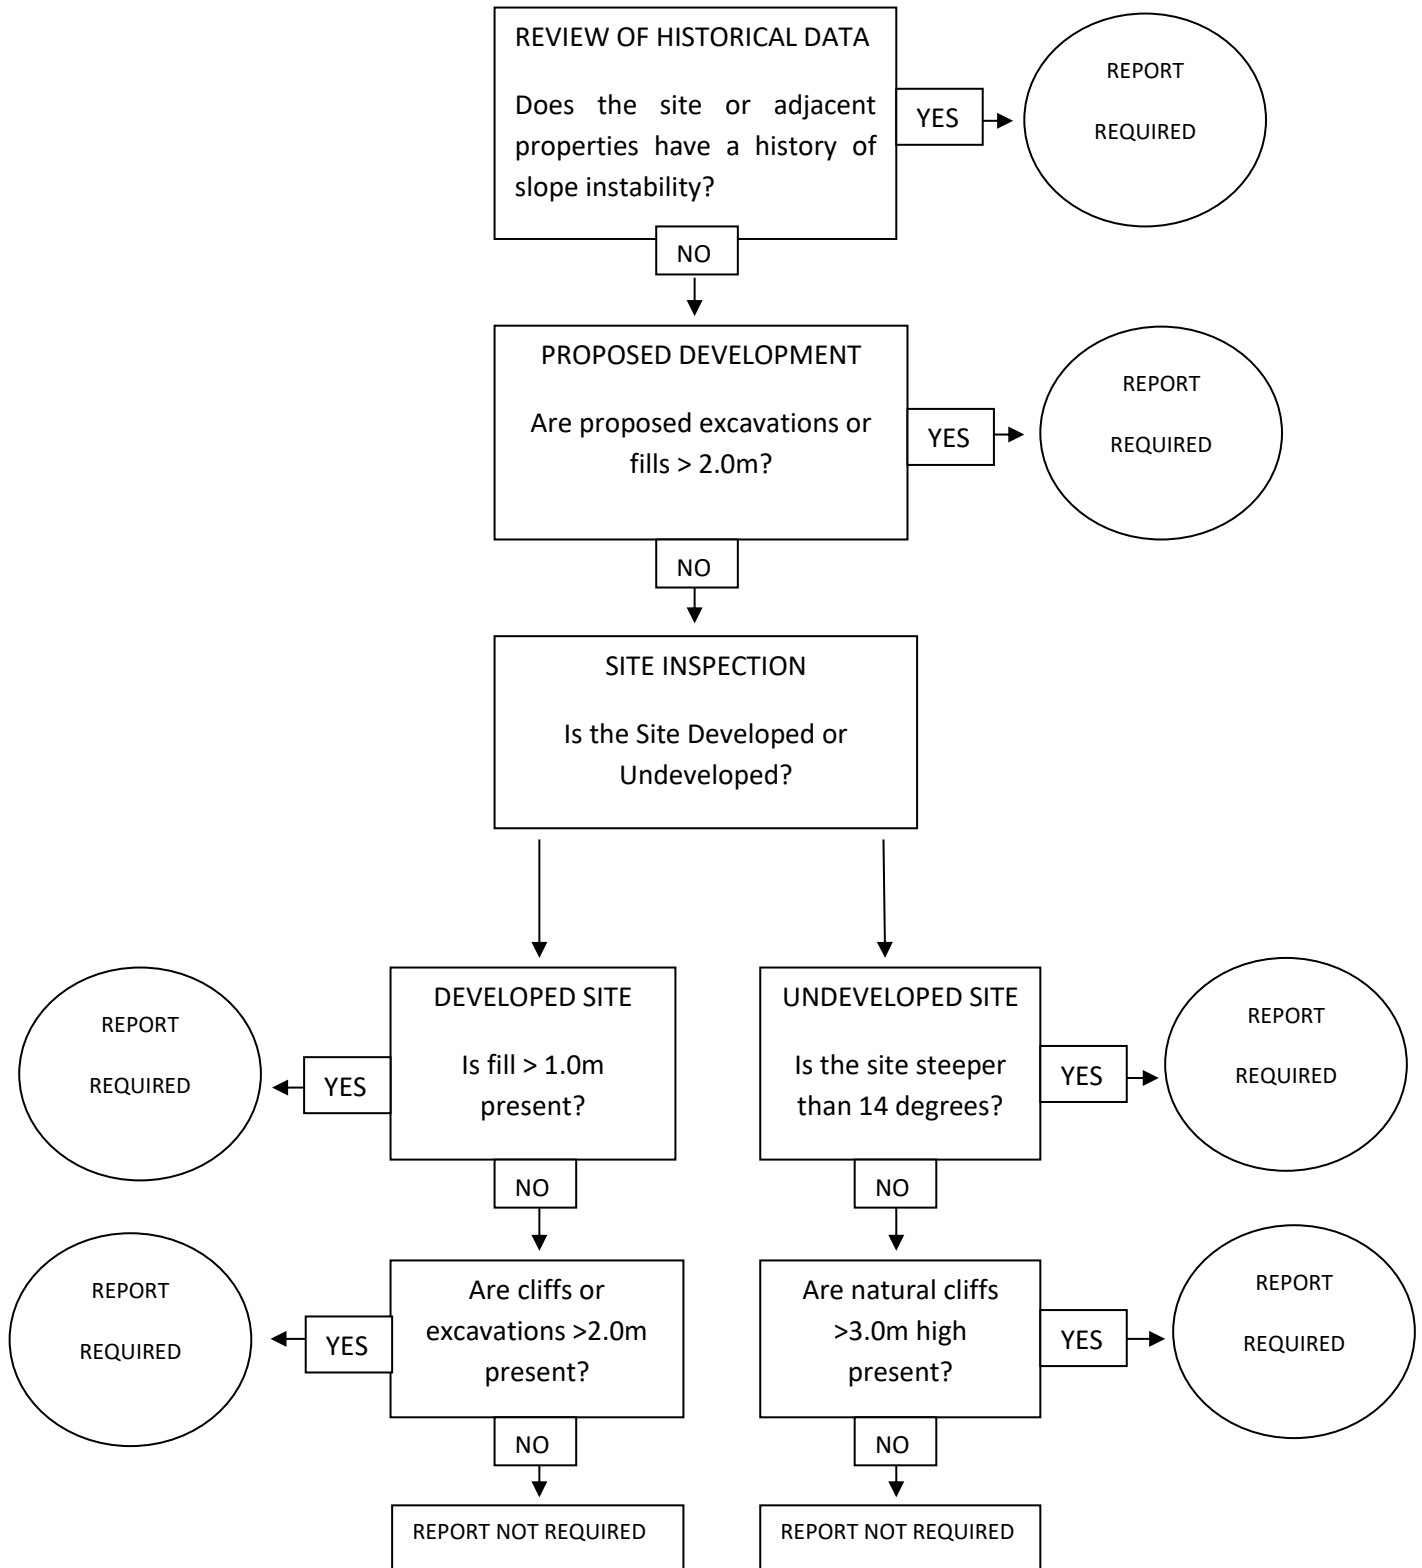 REVIEW OF HISTORICAL DATA
Does the site or adjacent
properties have a history of
slope instability?
YES
REPORT
REQUIRED
NO
PROPOSED DEVELOPMENT
Are proposed excavations or
fills > 2.0m?
YES
REPORT
REQUIRED
NO
SITE INSPECTION
Is the Site Developed or
Undeveloped?
DEVELOPED SITE
Is fill > 1.0m
present?
YES
REPORT
REQUIRED
NO
Are cliffs or
excavations >2.0m
present?
YES
REPORT
REQUIRED
NO
REPORT NOT REQUIRED
UNDEVELOPED SITE
Is the site steeper
than 14 degrees?
YES
REPORT
REQUIRED
NO
Are natural cliffs
>3.0m high
present?
YES
REPORT
REQUIRED
NO
REPORT NOT REQUIRED